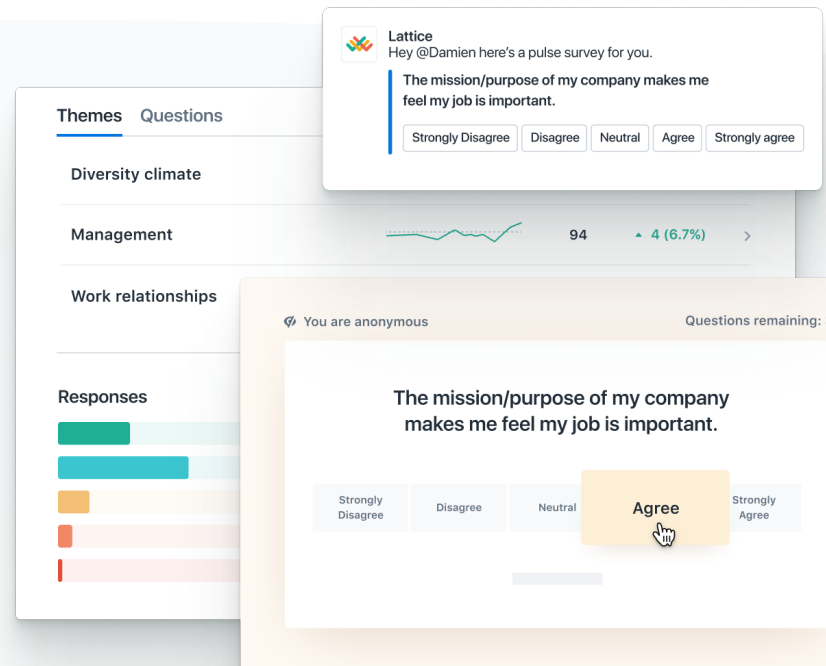 Lattice
Hey @Damien here's a pulse survey for you.
The mission/purpose of my company makes me
feel my job is important.
Strongly Disagree Disagree Neutral Agree Strongly agree
Themes Questions
Diversity climate
Management 94 4 (6.7%)
Work relationships
Responses
You are anonymous Questions remaining:
The mission/purpose of my company
makes me feel my job is important.
Strongly
Disagree
Disagree
Neutral
Agree
Strongly
Agree